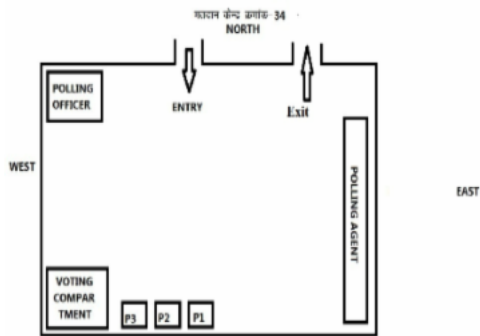 मतदान केन्द्र क्रमांक-34
NORTH
POLLING
OFFICER
ENTRY
Exit
WEST
POLLING AGENT
EAST
VOTING
COMPAR
TMENT
P3
P2
P1